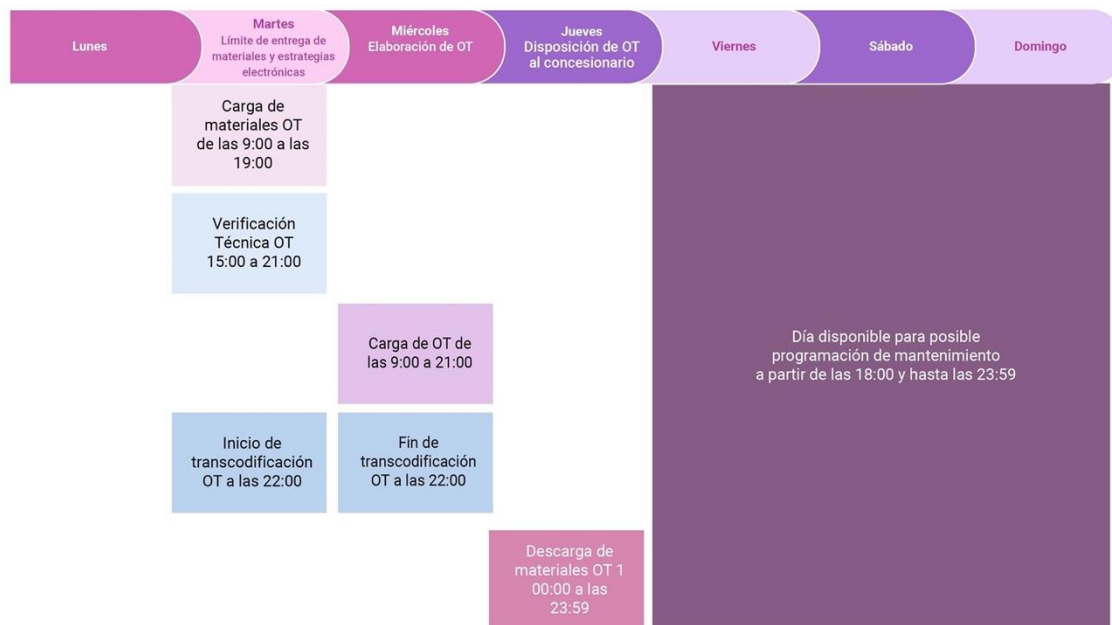 Lunes
Martes
Límite de entrega de
materiales y estrategías
electrónicas
Miércoles
Elaboración de OT
Jueves
Disposición de OT
al concesionario
Viernes
Sábado
Domingo
Carga de
materiales OT
de las 9:00 a las
19:00
Verificación
Técnica OT
15:00 a 21:00
Carga de OT de
las 9:00 a 21:00
Día disponible para posible
programación de mantenimiento
a partir de las 18:00 y hasta las 23:59
Inicio de
transcodificación
OT a las 22:00
Fin de
transcodificación
OT a las 22:00
Descarga de
materiales OT 1
00:00 a las
23:59